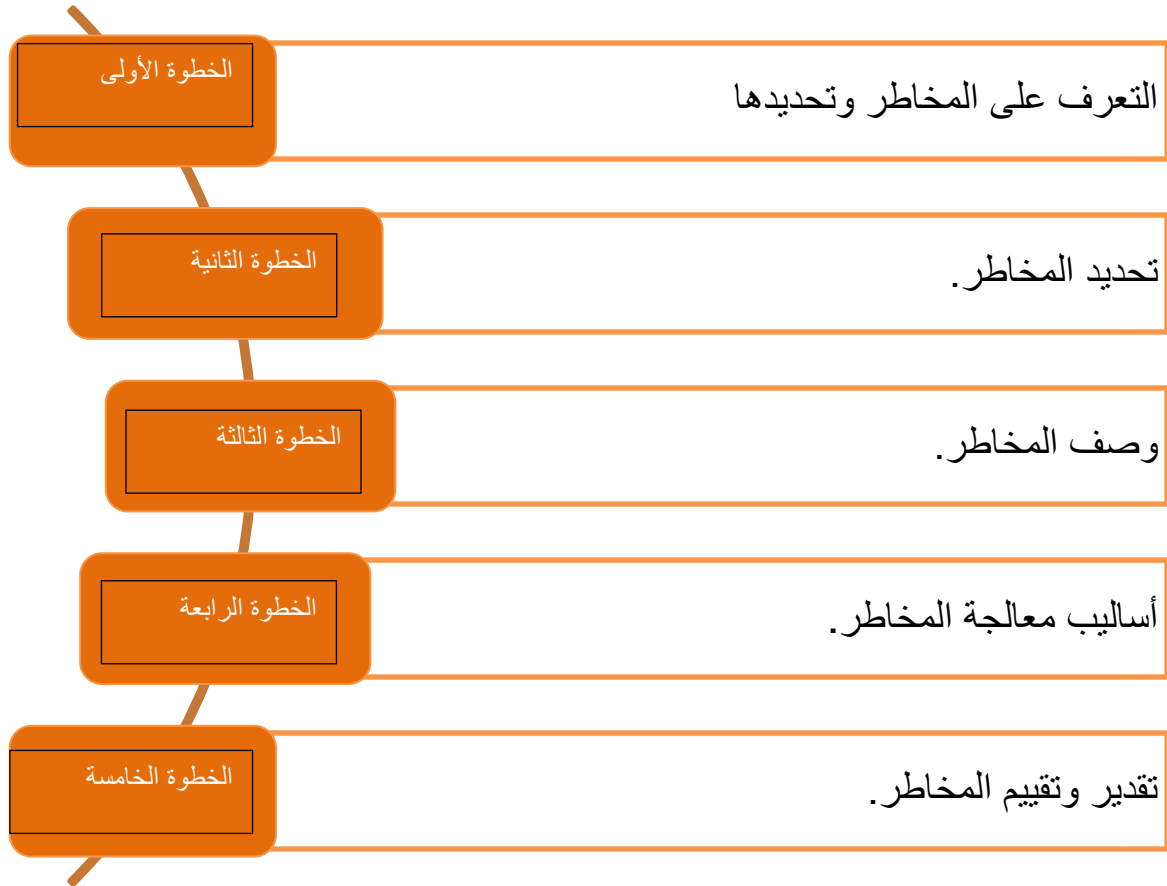 الخطوة الأولى
التعرف على المخاطر وتحديدها
الخطوة الثانية
تحديد المخاطر.
الخطوة الثالثة
وصف المخاطر.
الخطوة الرابعة
أساليب معالجة المخاطر.
الخطوة الخامسة
تقدير وتقييم المخاطر.